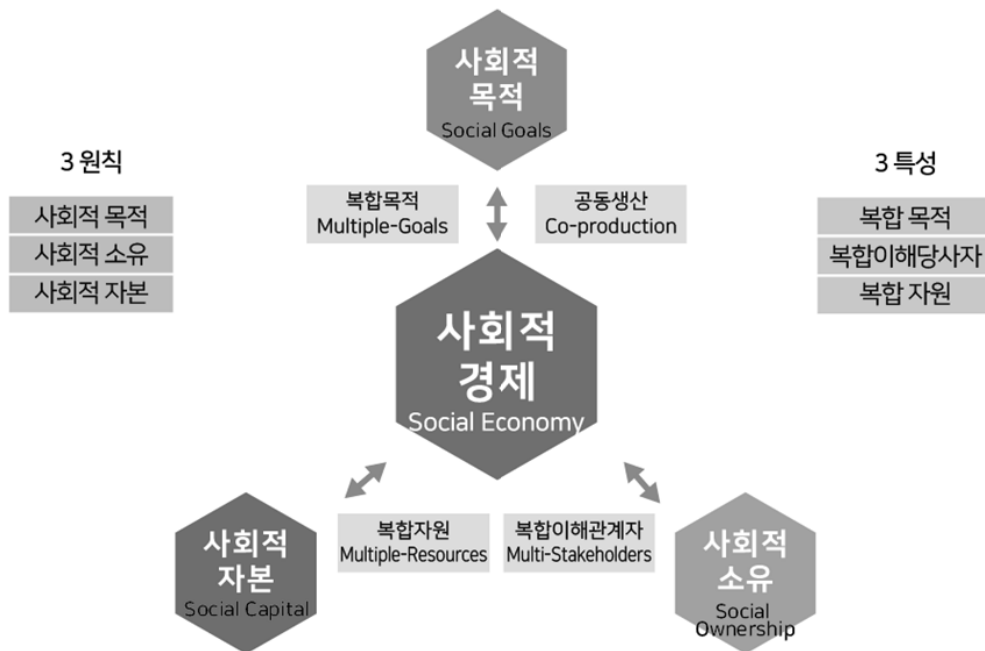 사회적
목적
Social Goals
3 원칙
사회적 목적
사회적 소유
사회적 자본
복합목적
Multiple-Goals
공동생산
Co-production
3 특성
복합 목적
복합이해당사자
복합 자원
사회적
경제
Social Economy
사회적
자본
Social Capital
복합자원
Multiple-Resources
복합이해관계자
Multi-Stakeholders
사회적
소유
Social
Ownership